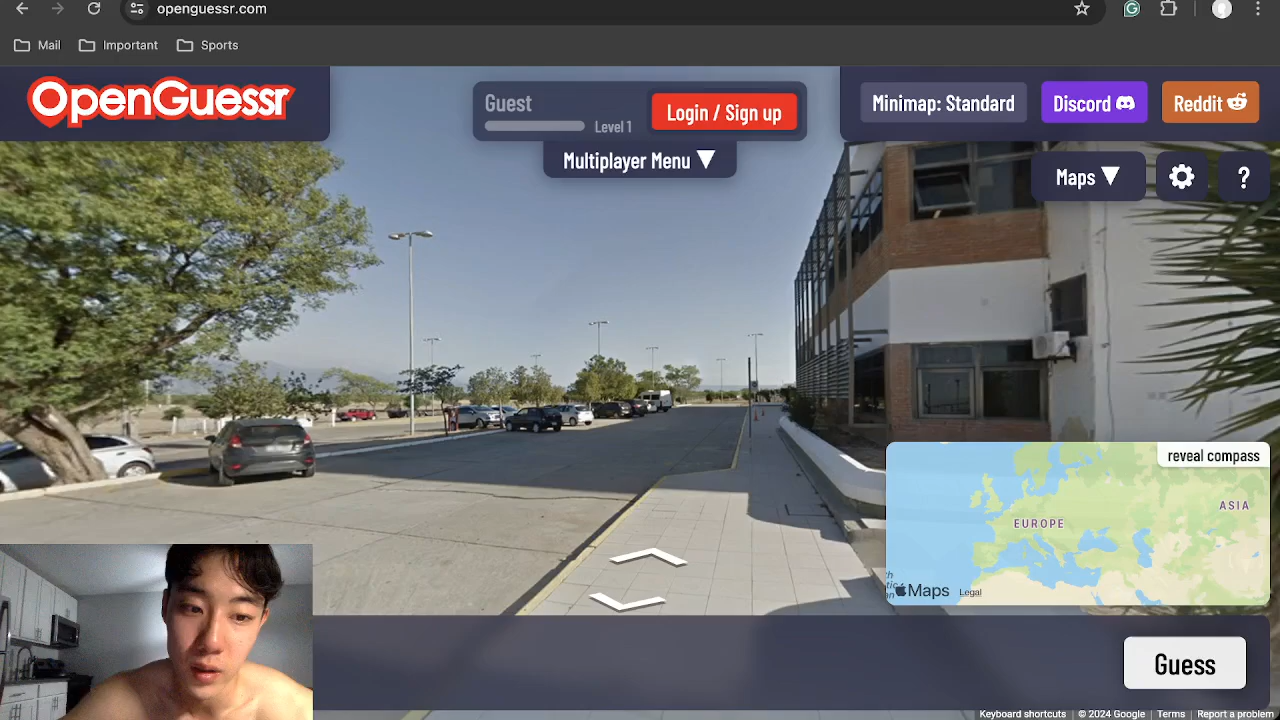 openguessr.com
Mail Important Sports
OpenGuessr
Guest
Level 1
Login / Sign up
Multiplayer Menu
Minimap: Standard
Discord
Reddit
Maps
?
reveal compass
EUROPE
ASIA
Maps
Legal
Guess
Keyboard shortcuts © 2024 Google Terms Report a problem